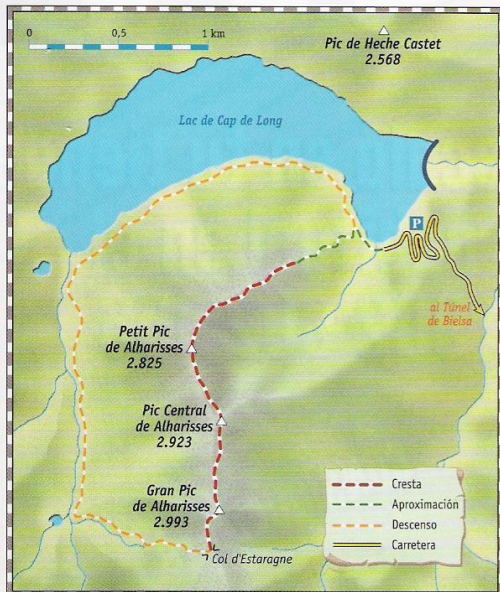 0 0,5 1 km
Pic de Heche Castet
2.568
Lac de Cap de Long
P
al Túnel
de Bielsa
Petit Pic
de Alharisses
2.825
Pic Central
de Alharisses
2.923
Gran Pic
de Alharisses
2.993
Col d'Estaragne
Cresta
Aproximación
Descenso
Carretera